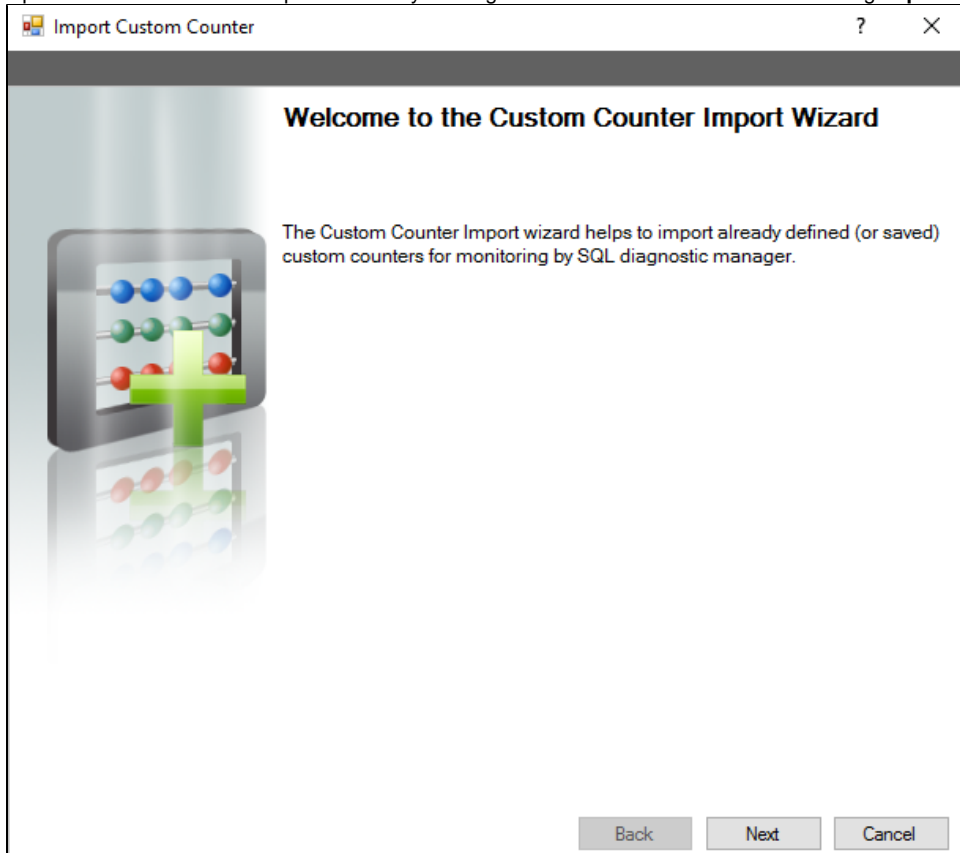 Import Custom Counter
?
Welcome to the Custom Counter Import Wizard
The Custom Counter Import wizard helps to import already defined (or saved)
custom counters for monitoring by SQL diagnostic manager.
Back Next Cancel